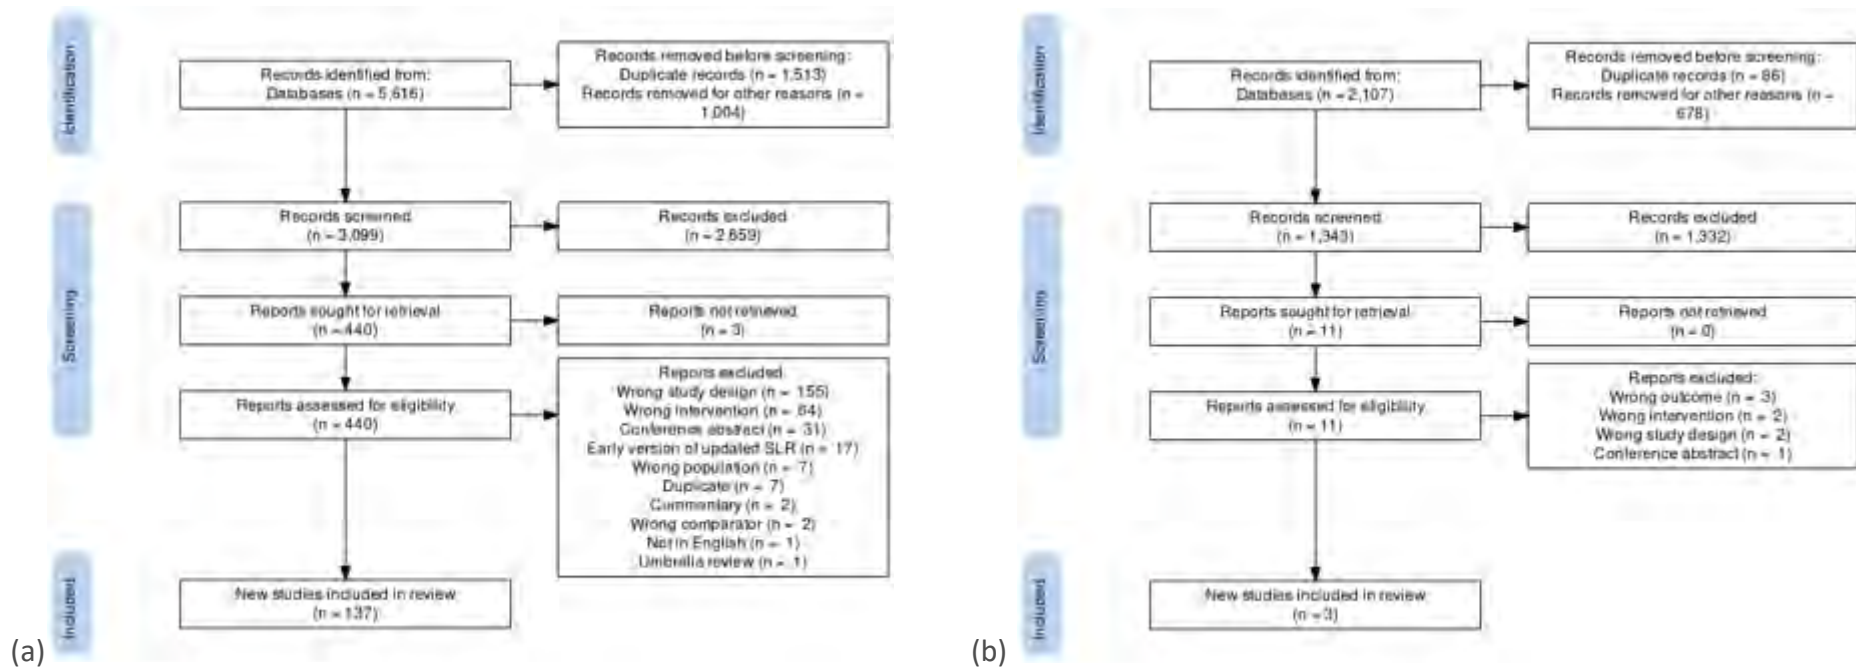 Identification
Records identified from:
Databases (n = 5,616)
Records removed before screening:
Duplicate records (n = 1,513)
Records removed for other reasons (n =
1,004)
Screening
Records screened
(n = 3,099)
Records excluded
(n = 2,659)
Reports sought for retrieval
(n = 440)
Reports not retrieved
(n = 3)
Reports assessed for eligibility
(n = 440)
Reports excluded
Wrong study design (n = 155)
Wrong intervention (n = 64)
Conference abstract (n = 31)
Early version of updated SLR (n = 17)
Wrong population (n = 7)
Duplicate (n = 7)
Commentary (n = 2)
Wrong comparator (n = 2)
Not in English (n = 1)
Umbrella review (n = 1)
Included
New studies included in review
(n = 137)
(a)
Identification
Records identified from:
Databases (n = 2,107)
Records removed before screening:
Duplicate records (n = 86)
Records removed for other reasons (n =
678)
Screening
Records screened
(n = 1,343)
Records excluded
(n = 1,332)
Reports sought for retrieval
(n = 11)
Reports not retrieved
(n = 0)
Reports assessed for eligibility
(n = 11)
Reports excluded:
Wrong outcome (n = 3)
Wrong intervention (n = 2)
Wrong study design (n = 2)
Conference abstract (n = 1)
Included
New studies included in review
(n = 3)
(b)